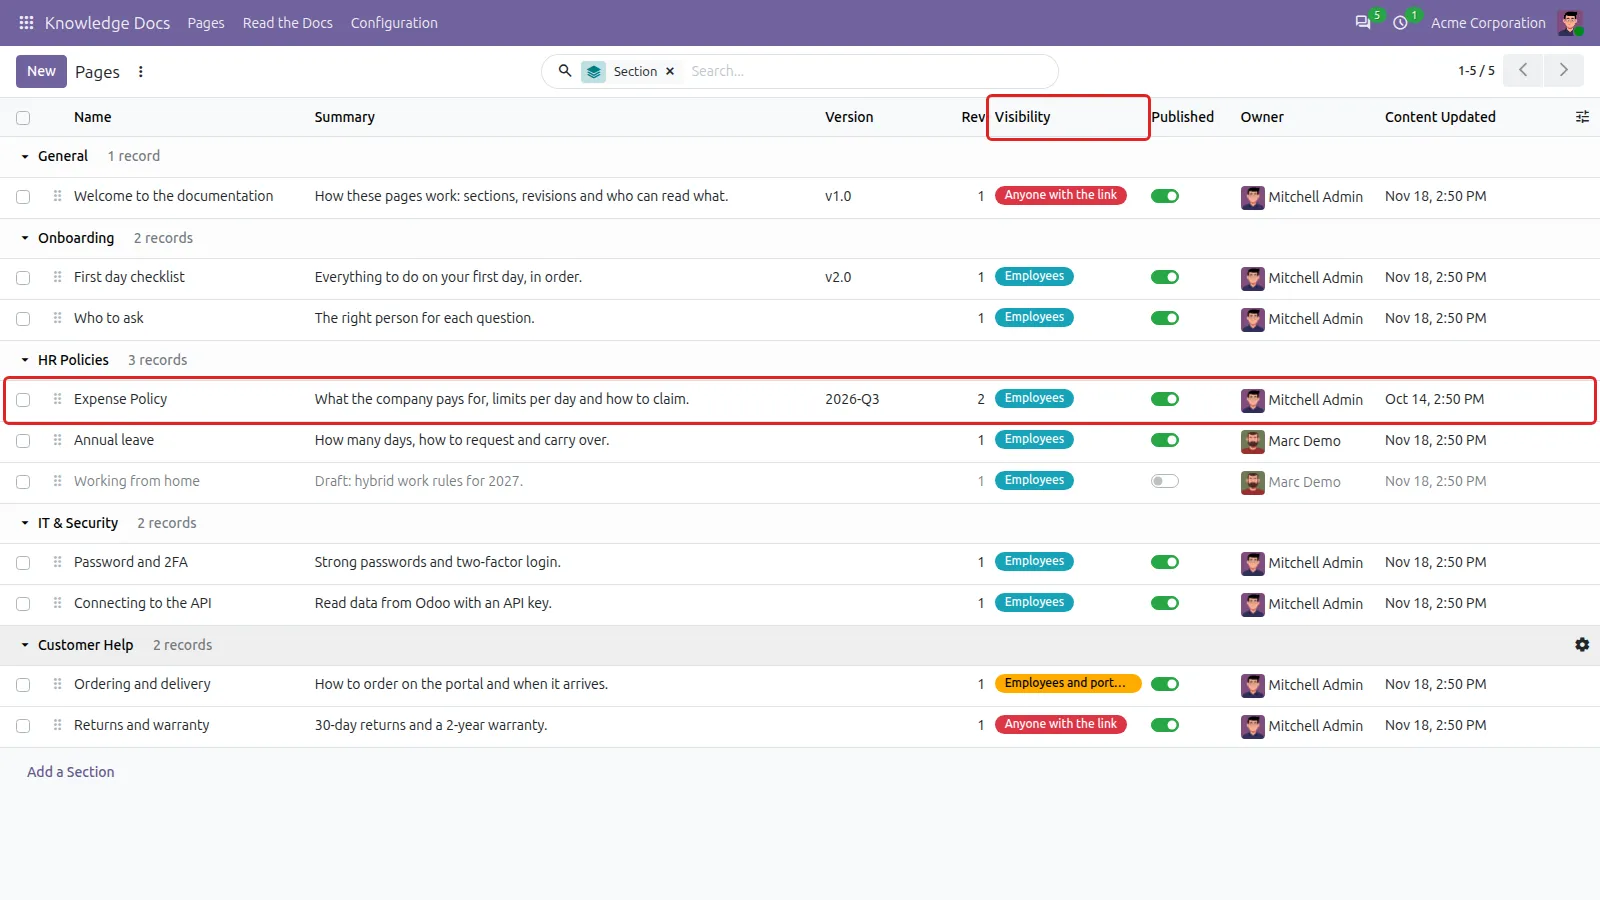 Knowledge Docs Pages Read the Docs Configuration 5 1 Acme Corporation
New Pages Section Search... 1-5 / 5
Name Summary Version Rev Visibility Published Owner Content Updated
General 1 record
Welcome to the documentation How these pages work: sections, revisions and who can read what. v1.0 1 Anyone with the link Mitchell Admin Nov 18, 2:50 PM
Onboarding 2 records
First day checklist Everything to do on your first day, in order. v2.0 1 Employees Mitchell Admin Nov 18, 2:50 PM
Who to ask The right person for each question. 1 Employees Mitchell Admin Nov 18, 2:50 PM
HR Policies 3 records
Expense Policy What the company pays for, limits per day and how to claim. 2026-Q3 2 Employees Mitchell Admin Oct 14, 2:50 PM
Annual leave How many days, how to request and carry over. 1 Employees Marc Demo Nov 18, 2:50 PM
Working from home Draft: hybrid work rules for 2027. 1 Employees Marc Demo Nov 18, 2:50 PM
IT & Security 2 records
Password and 2FA Strong passwords and two-factor login. 1 Employees Mitchell Admin Nov 18, 2:50 PM
Connecting to the API Read data from Odoo with an API key. 1 Employees Mitchell Admin Nov 18, 2:50 PM
Customer Help 2 records
Ordering and delivery How to order on the portal and when it arrives. 1 Employees and port... Mitchell Admin Nov 18, 2:50 PM
Returns and warranty 30-day returns and a 2-year warranty. 1 Anyone with the link Mitchell Admin Nov 18, 2:50 PM
Add a Section